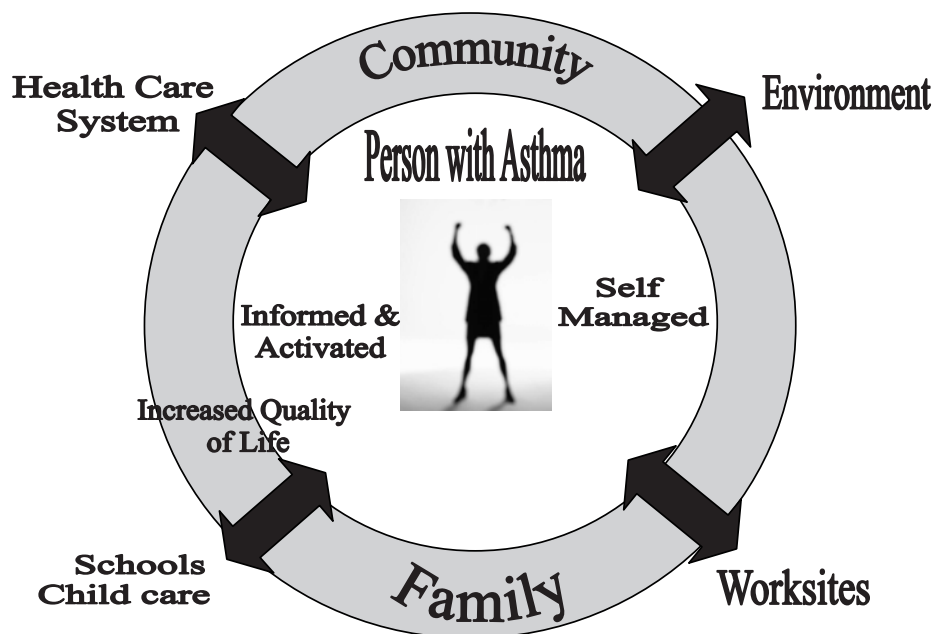 Community
Health Care
System
Environment
Person with Asthma
Self
Managed
Informed &
Activated
Increased Quality
of Life
Schools
Child care
Family
Worksites